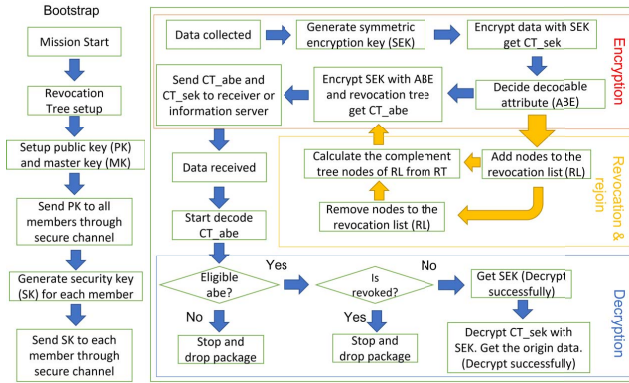 Bootstrap
Mission Start
Revocation
Tree setup
Setup public key (PK)
and master key (MK)
Send PK to all
members through
secure channel
Generate security key
(SK) for each member
Send SK to each
member through
secure channel
Data collected
Generate symmetric
encryption key (SEK)
Encrypt data with SEK
get CT_sek
Send CT_abe and
CT_sek to receiver or
information server
Encrypt SEK with ABE
and revocation tree
get CT_abe
Decide decodable
attribute (ABE)
Encryption
Data received
Calculate the complement
tree nodes of RL from RT
Add nodes to the
revocation list (RL)
Remove nodes to the
revocation list (RL)
Revocation &
rejoin
Start decode
CT_abe
Eligible
abe?
Yes
Is
revoked?
No
Get SEK (Decrypt
successfully)
No
Stop and
drop package
Yes
Stop and
drop package
Decrypt CT_sek with
SEK. Get the origin data.
(Decrypt successfully)
Decryption